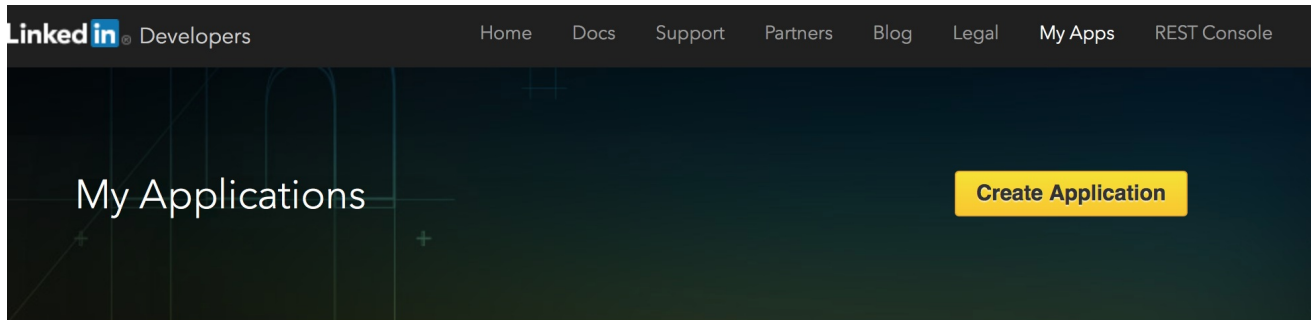 Linked in ® Developers Home Docs Support Partners Blog Legal My Apps REST Console
My Applications Create Application